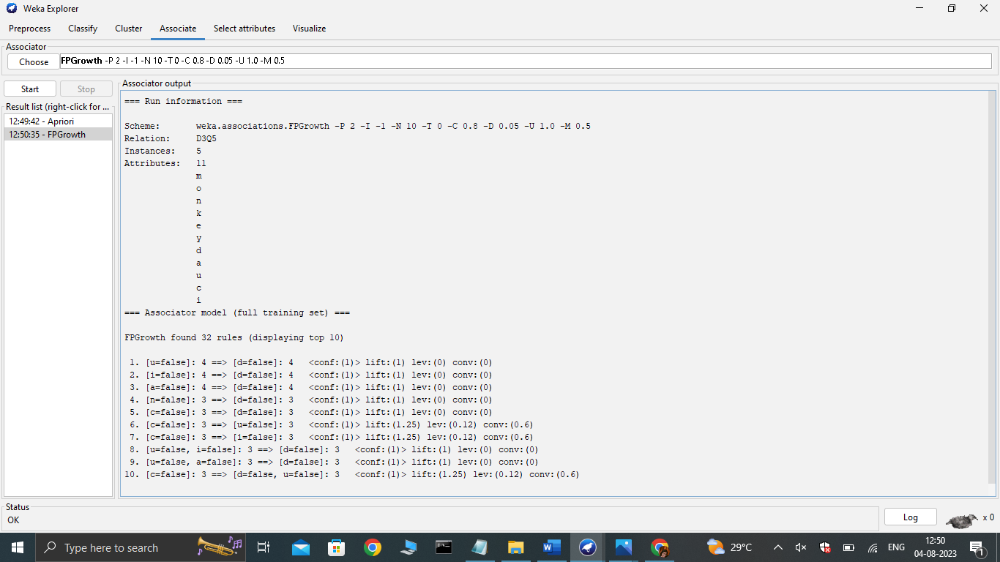 Weka Explorer
Preprocess Classify Cluster Associate Select attributes Visualize
Associator
Choose FPGrowth -P 2 -I -1 -N 10 -T 0 -C 0.8 -D 0.05 -U 1.0 -M 0.5
Start Stop
Result list (right-click for ...
12:49:42 - Apriori
12:50:35 - FPGrowth
Associator output
=== Run information ===
Scheme: weka.associations.FPGrowth -P 2 -I -1 -N 10 -T 0 -C 0.8 -D 0.05 -U 1.0 -M 0.5
Relation: D3Q5
Instances: 5
Attributes: 11
m
o
n
k
e
y
d
a
u
c
i
=== Associator model (full training set) ===
FPGrowth found 32 rules (displaying top 10)
1. [u=false]: 4 ==> [d=false]: 4 <conf:(1)> lift:(1) lev:(0) conv:(0)
2. [i=false]: 4 ==> [d=false]: 4 <conf:(1)> lift:(1) lev:(0) conv:(0)
3. [a=false]: 4 ==> [d=false]: 4 <conf:(1)> lift:(1) lev:(0) conv:(0)
4. [n=false]: 3 ==> [d=false]: 3 <conf:(1)> lift:(1) lev:(0) conv:(0)
5. [c=false]: 3 ==> [d=false]: 3 <conf:(1)> lift:(1) lev:(0) conv:(0)
6. [c=false]: 3 ==> [u=false]: 3 <conf:(1)> lift:(1.25) lev:(0.12) conv:(0.6)
7. [c=false]: 3 ==> [i=false]: 3 <conf:(1)> lift:(1.25) lev:(0.12) conv:(0.6)
8. [u=false, i=false]: 3 ==> [d=false]: 3 <conf:(1)> lift:(1) lev:(0) conv:(0)
9. [u=false, a=false]: 3 ==> [d=false]: 3 <conf:(1)> lift:(1) lev:(0) conv:(0)
10. [c=false]: 3 ==> [d=false, u=false]: 3 <conf:(1)> lift:(1.25) lev:(0.12) conv:(0.6)
Status
OK
Log x 0
Type here to search
29°C
ENG
12:50
04-08-2023
1